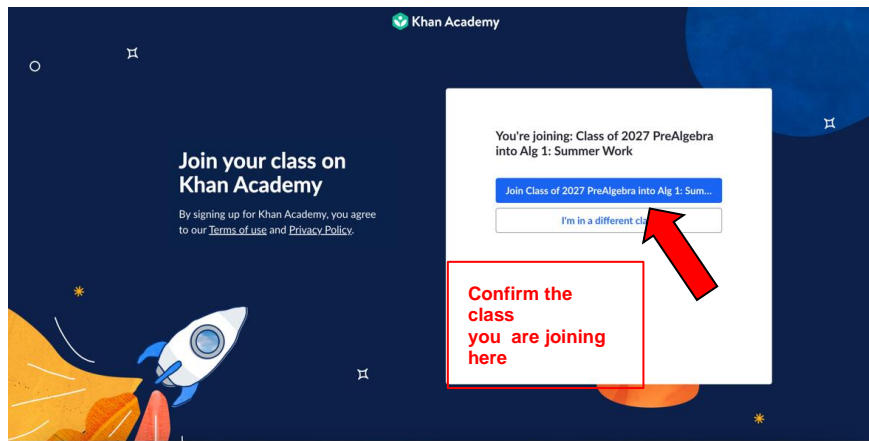 Khan Academy
Join your class on
Khan Academy
By signing up for Khan Academy, you agree
to our Terms of use and Privacy Policy.
You're joining: Class of 2027 PreAlgebra
into Alg 1: Summer Work
Join Class of 2027 PreAlgebra into Alg 1: Sum...
I'm in a different cla
Confirm the
class
you are joining
here